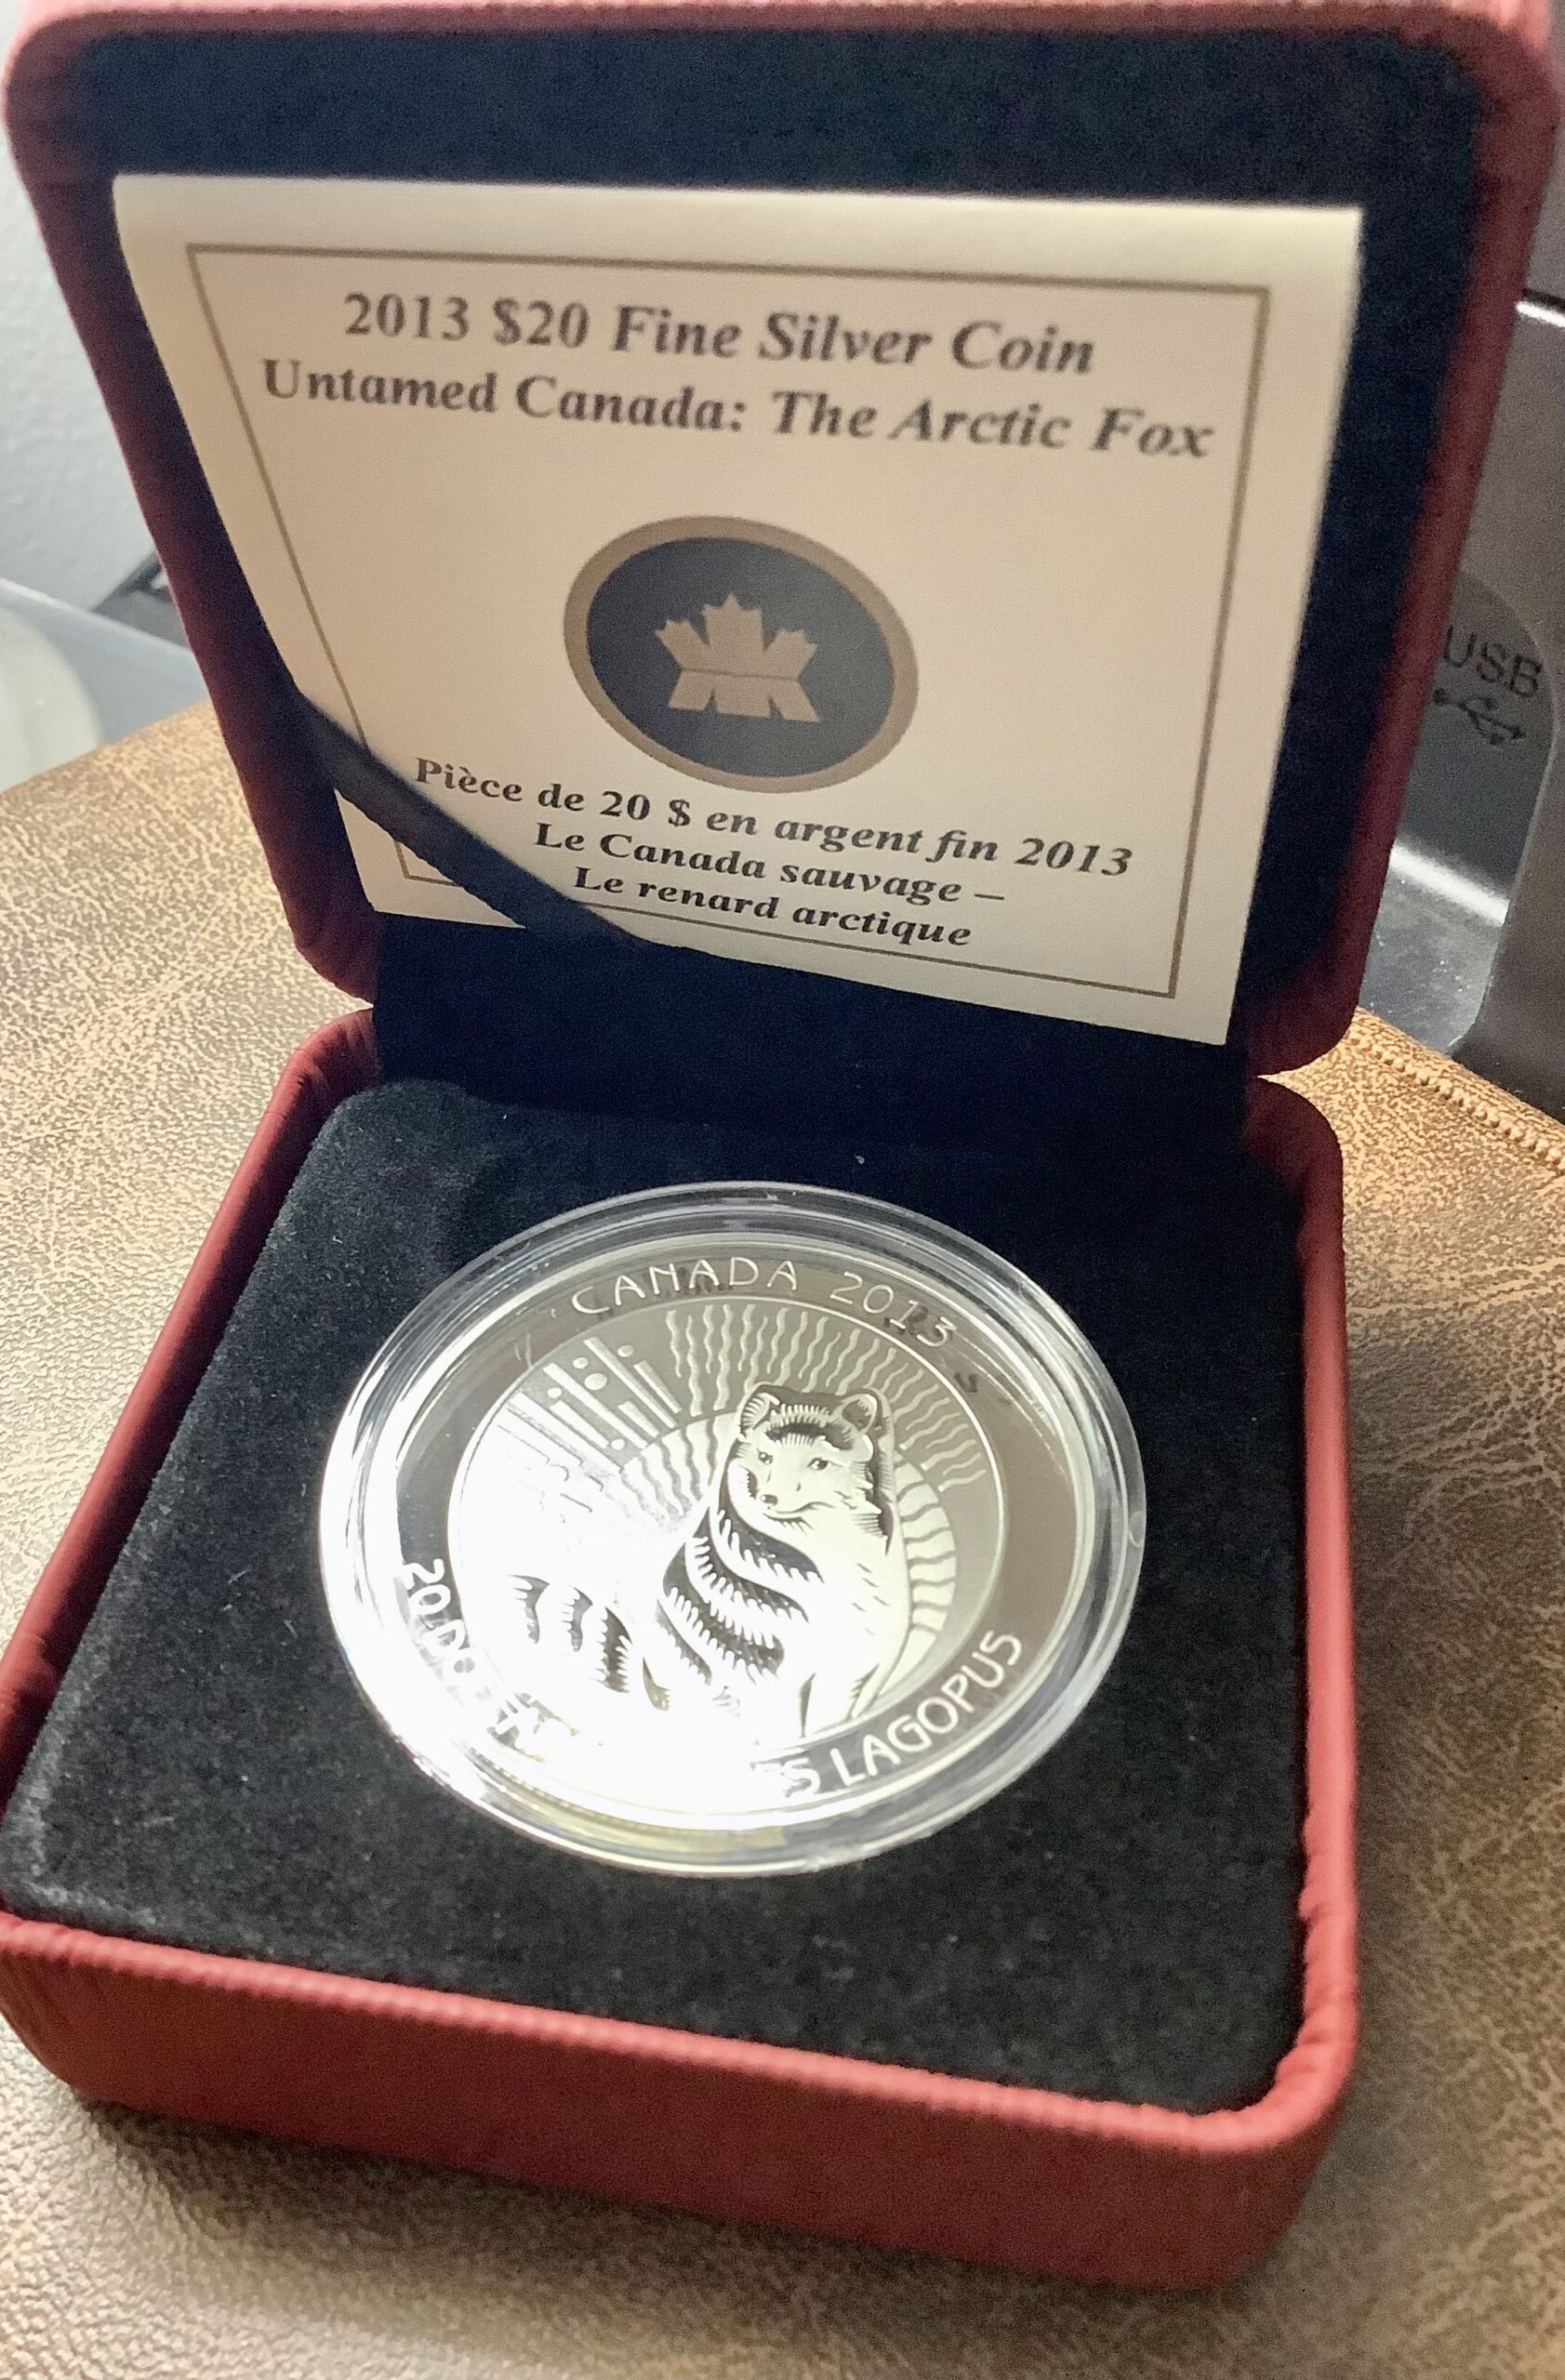 2013 $20 Fine Silver Coin
Untamed Canada: The Arctic Fox
Pièce de 20 $ en argent fin 2013
Le Canada sauvage –
Le renard arctique
USB
CANADA 2013
20
LAGOPUS